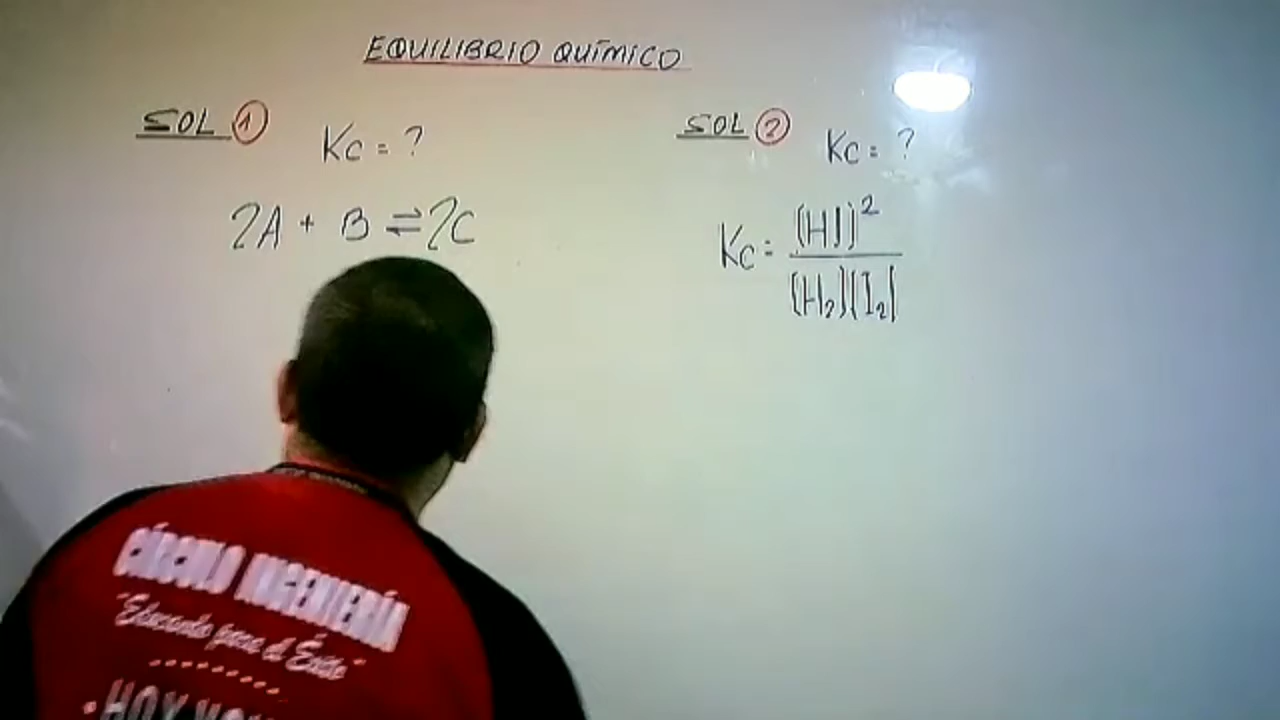 EQUILIBRIO QUÍMICO
SOL 1
Kc = ?
2A + B ⇌ 2C
SOL 2
Kc = ?
Kc = [HI]²
[H₂][I₂]
CÍRCULO INGENIERÍA
"Educando para el Éxito"
HOY